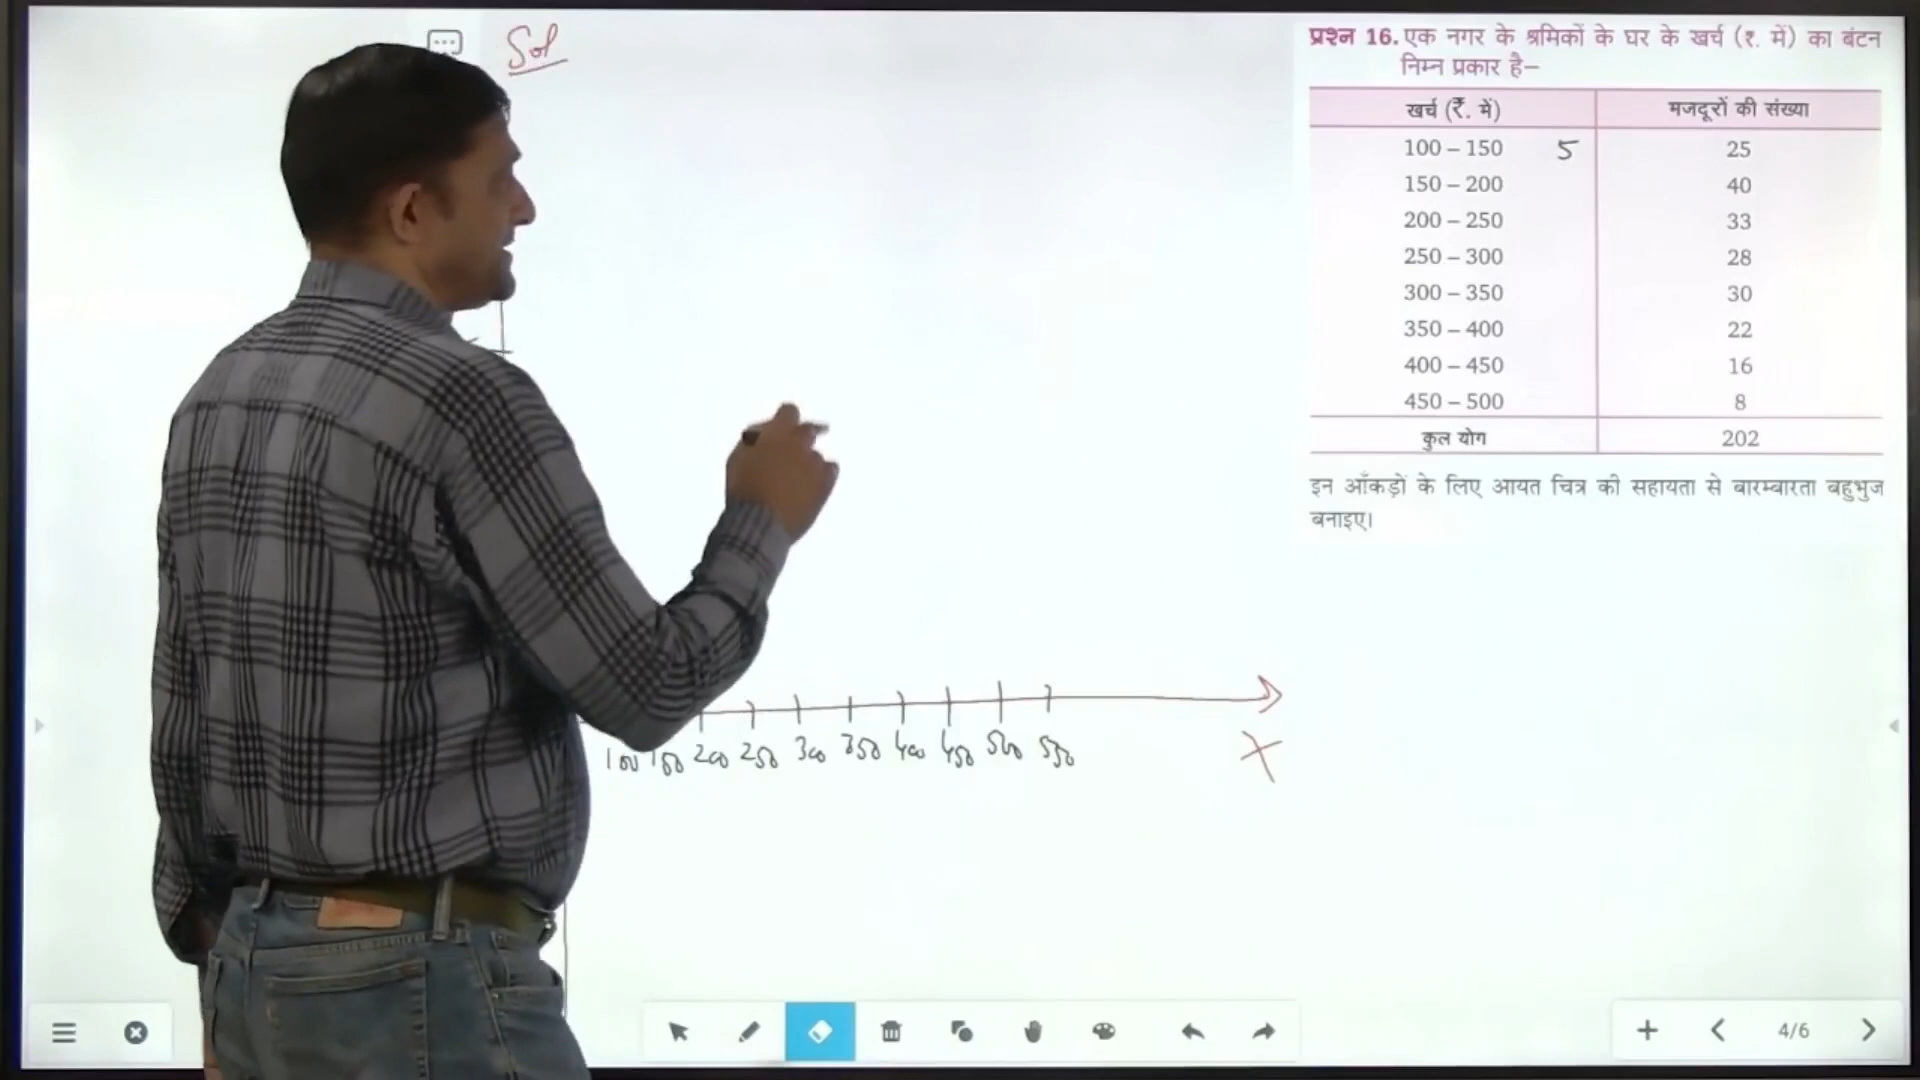 Sol
प्रश्न 16. एक नगर के श्रमिकों के घर के खर्च (रु. में) का बंटन
निम्न प्रकार है–
खर्च (₹. में) मजदूरों की संख्या
100 – 150 5 25
150 – 200 40
200 – 250 33
250 – 300 28
300 – 350 30
350 – 400 22
400 – 450 16
450 – 500 8
कुल योग 202
इन आँकड़ों के लिए आयत चित्र की सहायता से बारम्बारता बहुभुज
बनाइए।
100 150 200 250 300 350 400 450 500 550
X
4/6